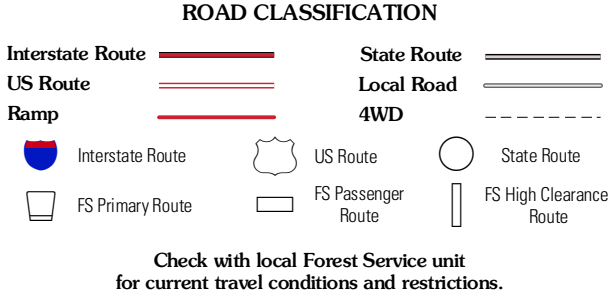 ROAD CLASSIFICATION
Interstate Route
State Route
US Route
Local Road
Ramp
4WD
Interstate Route
US Route
State Route
FS Primary Route
FS Passenger
Route
FS High Clearance
Route
Check with local Forest Service unit
for current travel conditions and restrictions.